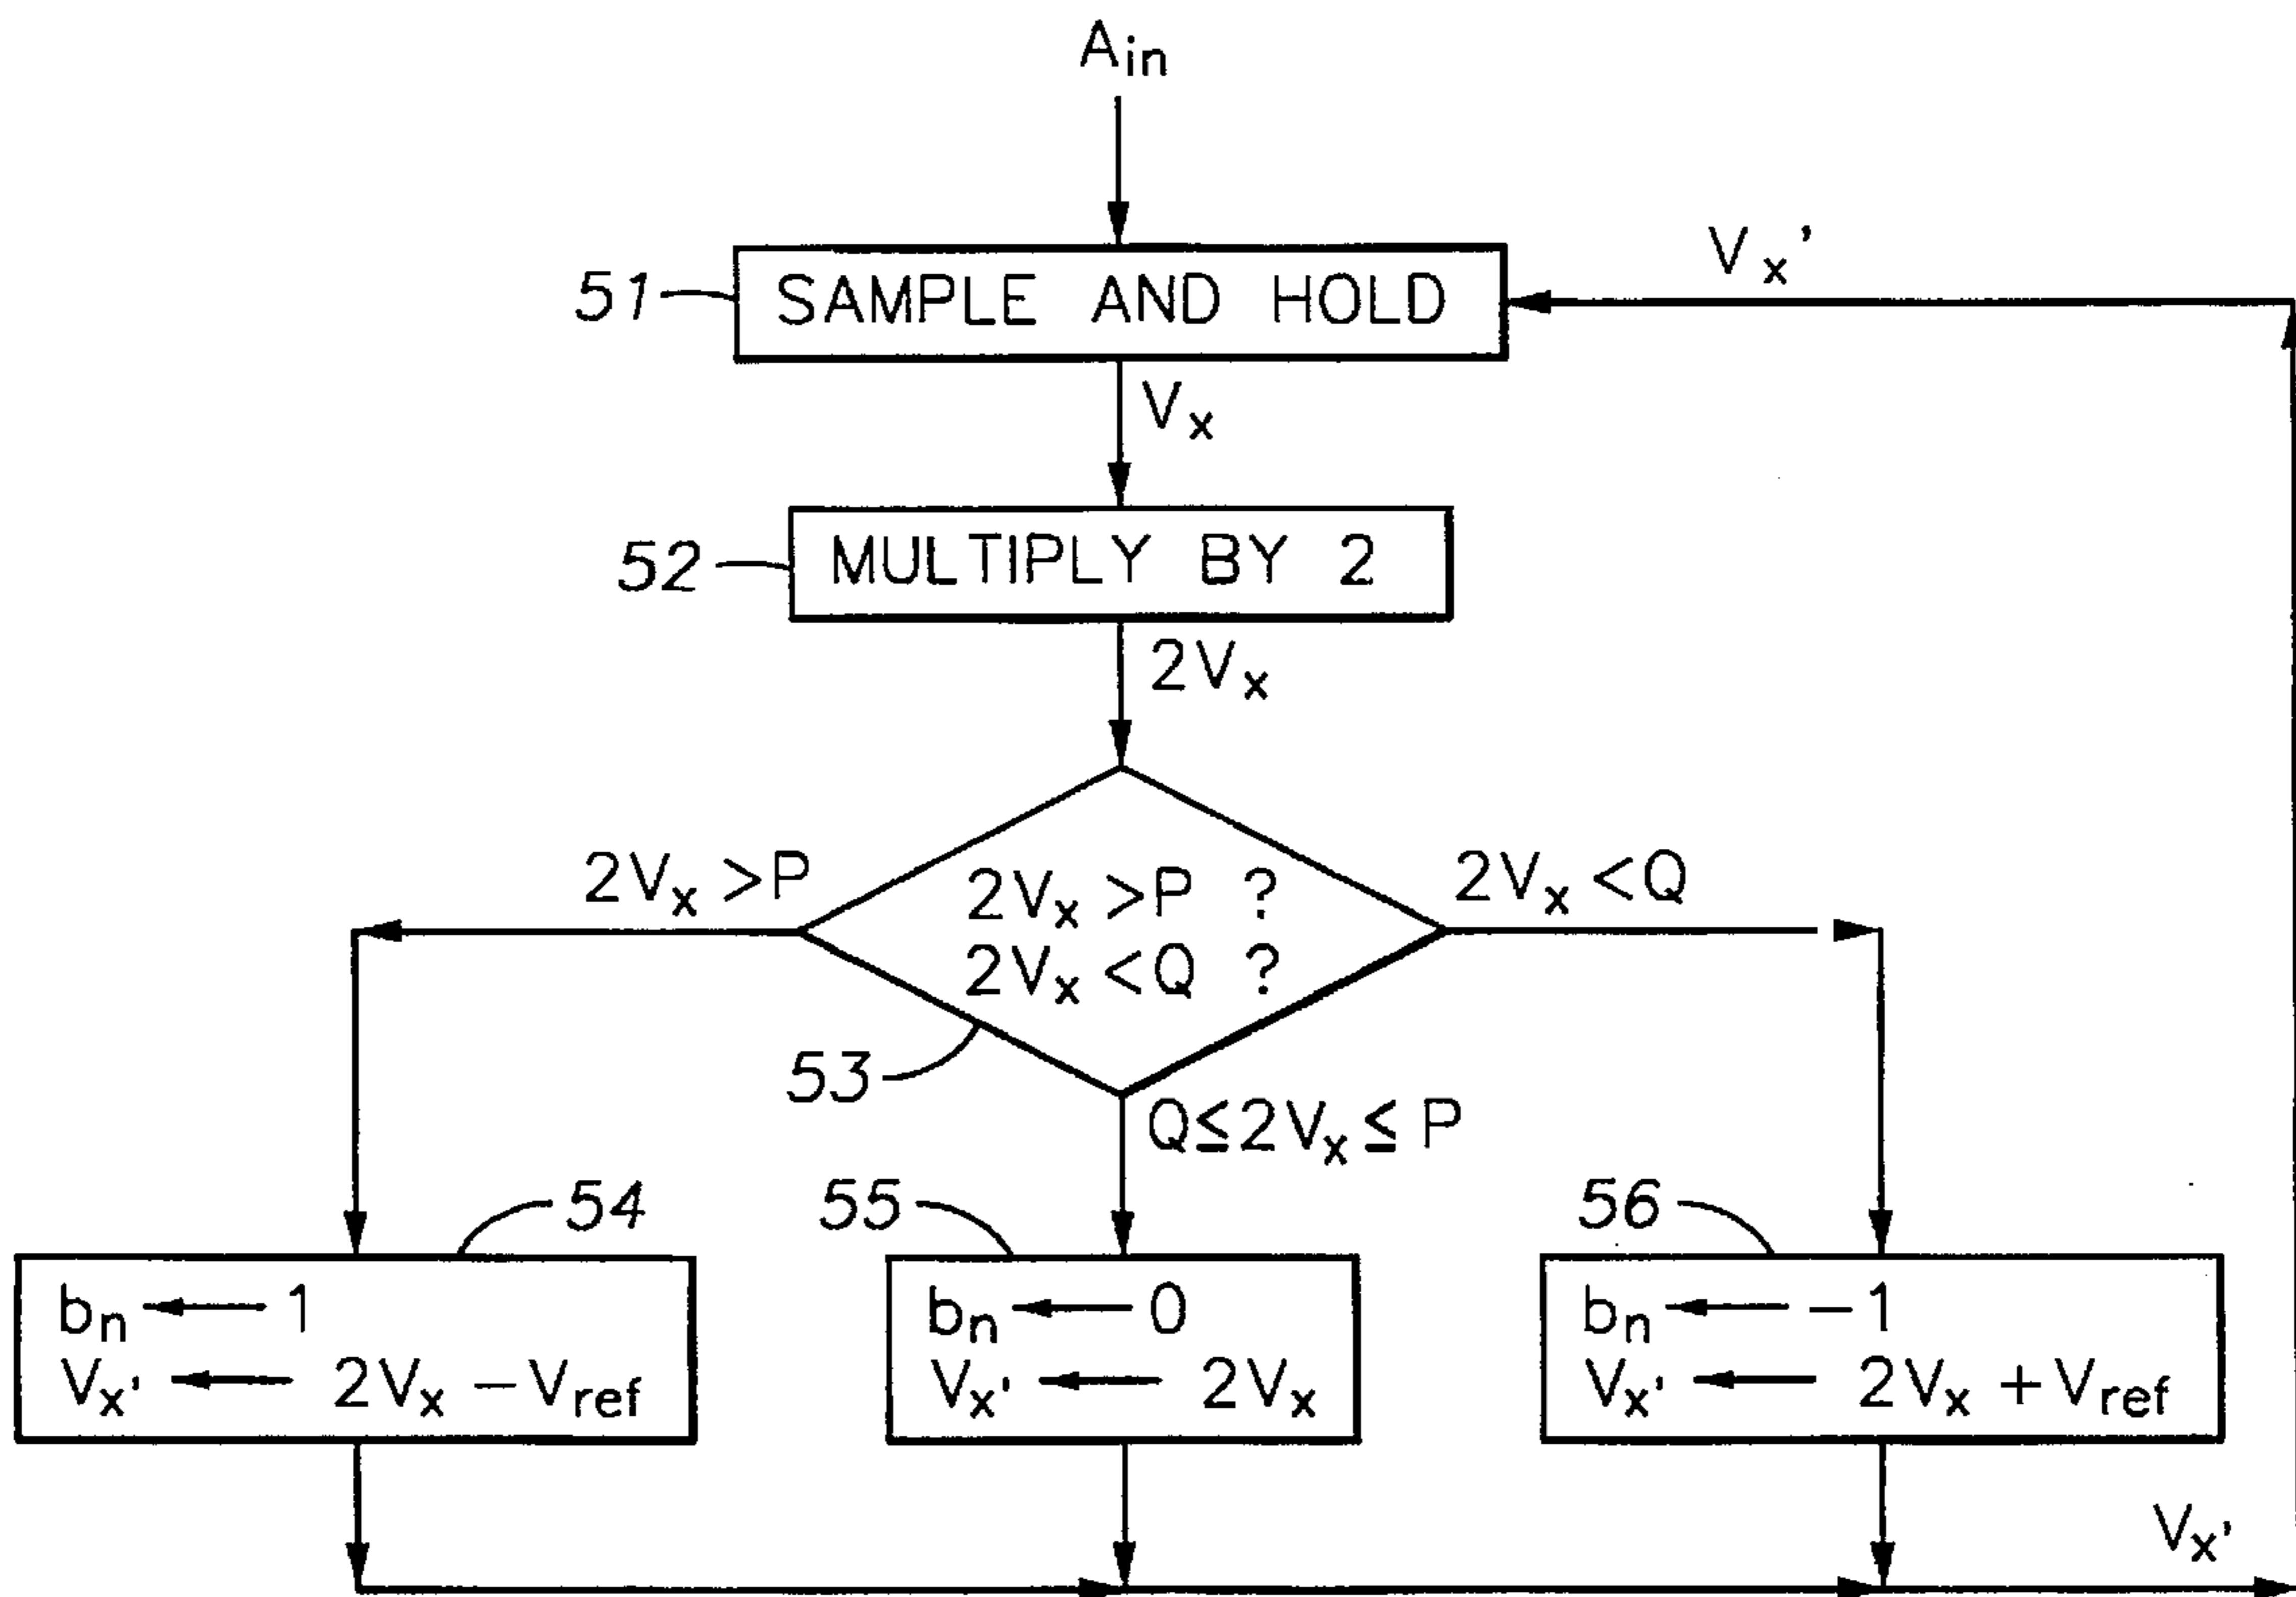 Ain
Vx'
51
SAMPLE AND HOLD
Vx
52
MULTIPLY BY 2
2Vx
2Vx >P
2Vx >P ?
2Vx <Q ?
2Vx <Q
53
Q≤2Vx≤ P
54
55
56
bn ← 1
Vx' ← 2Vx – Vref
bn ← 0
Vx' ← 2Vx
bn ← –1
Vx' ← 2Vx + Vref
Vx'